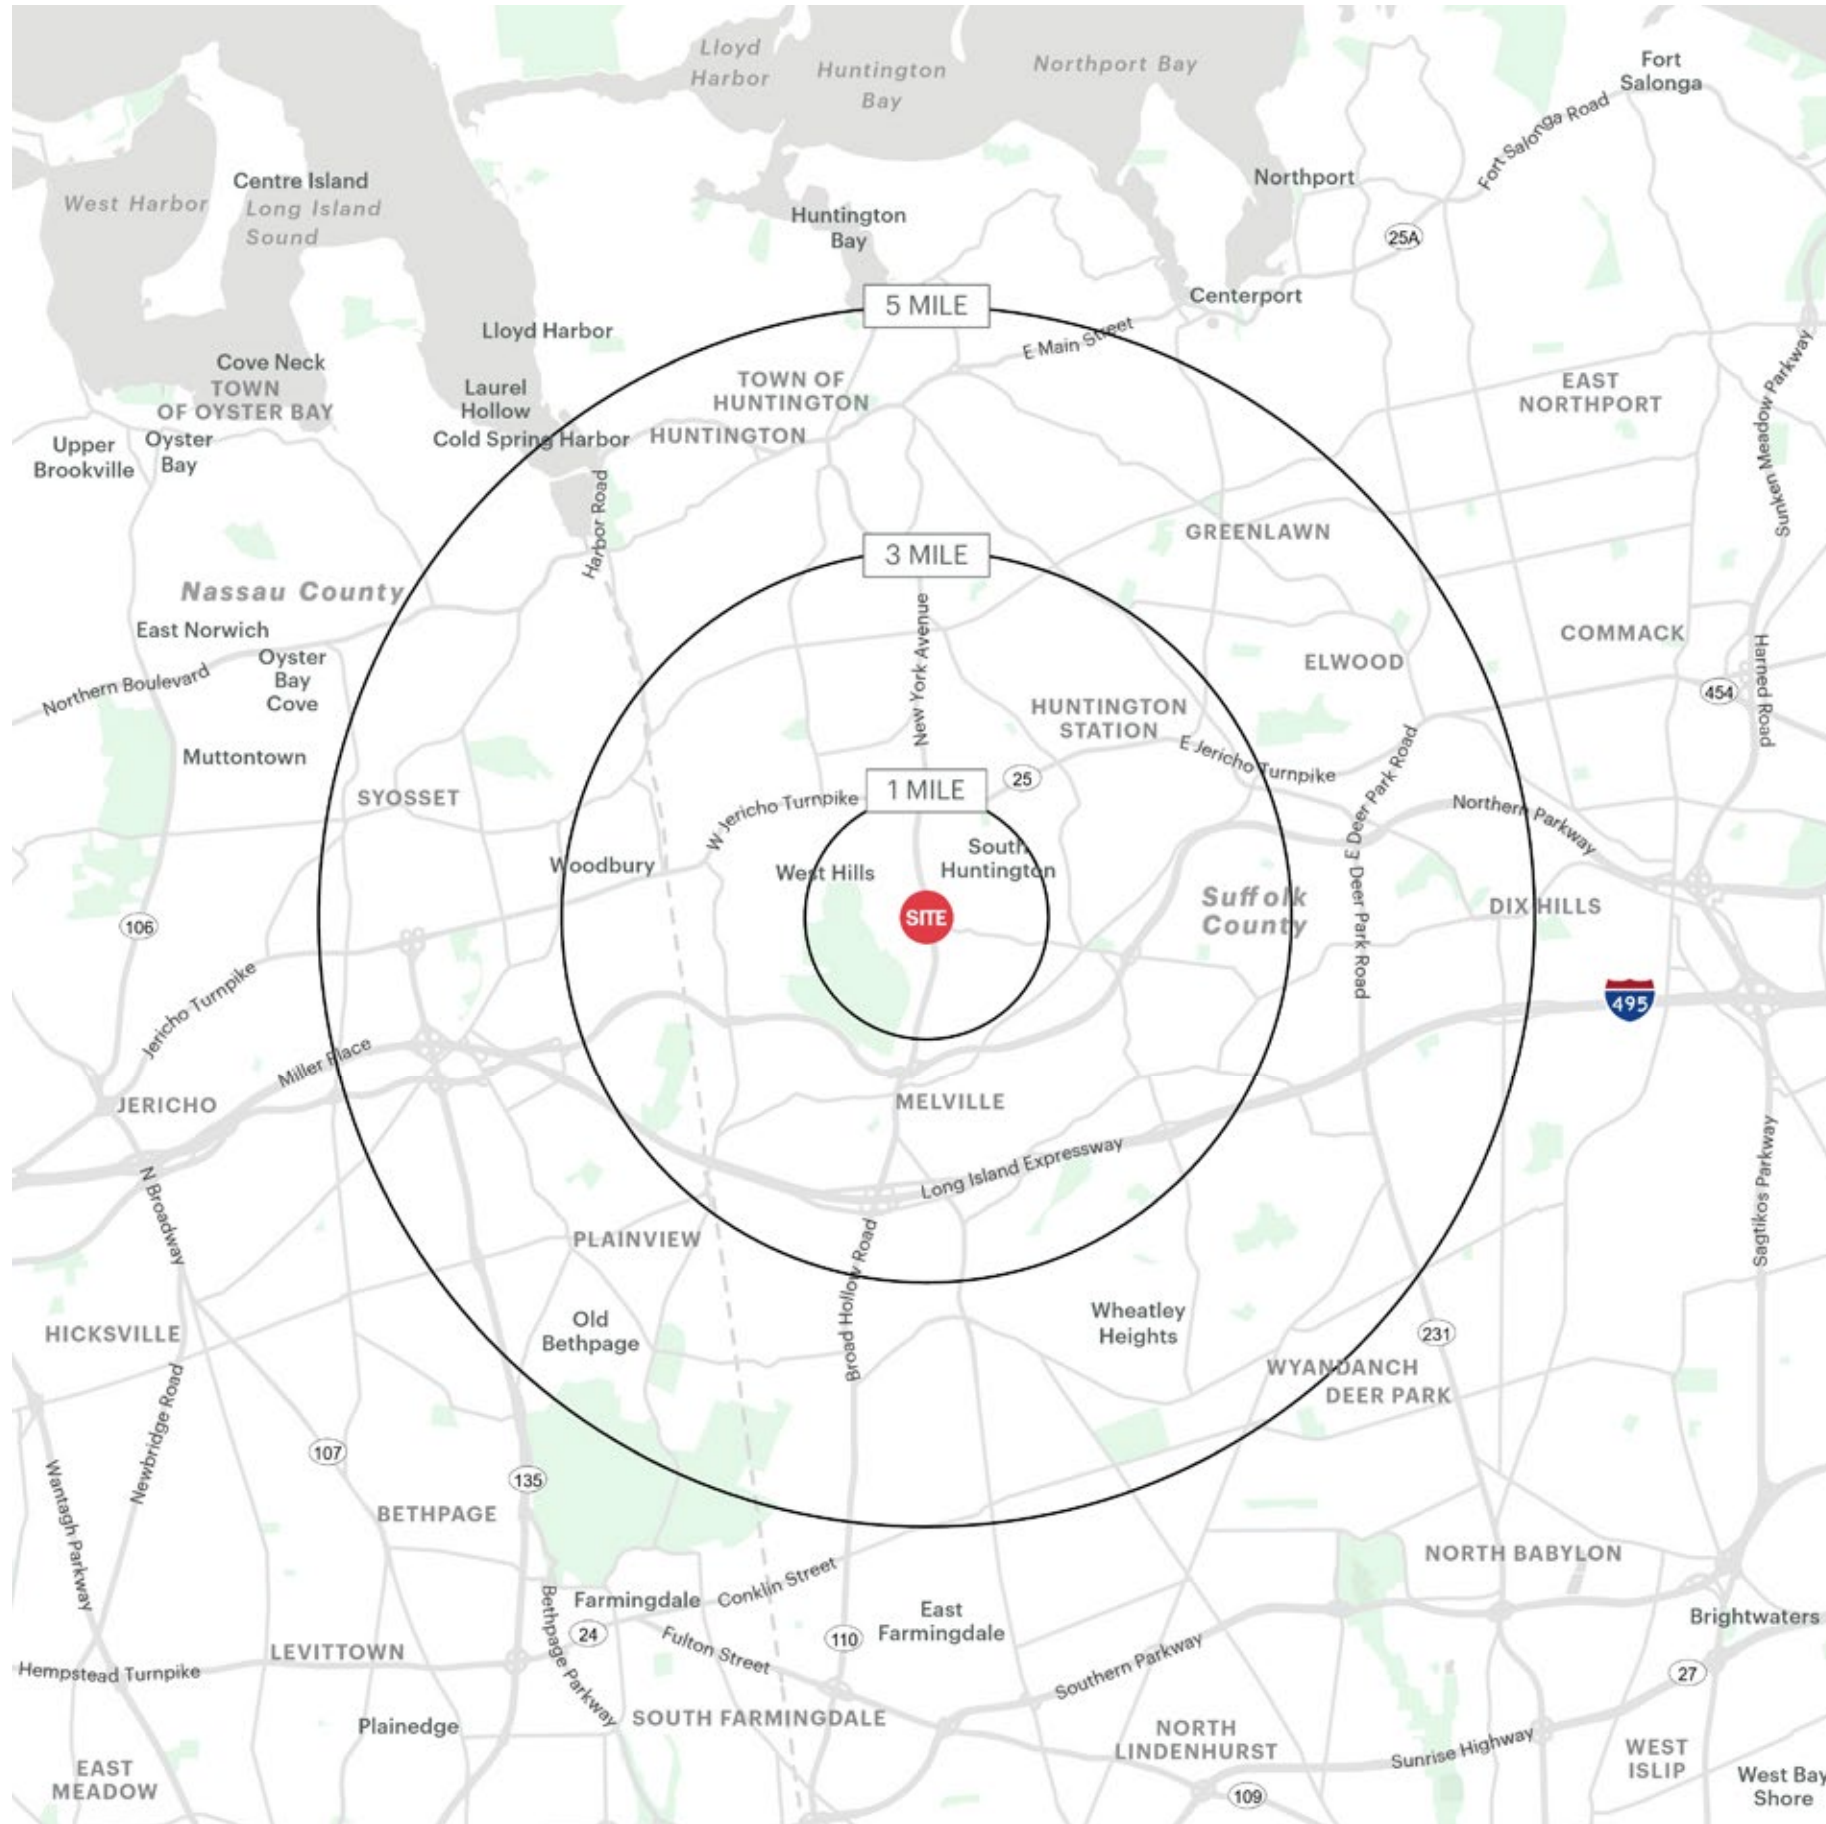 Lloyd
Harbor
Huntington
Bay
Northport Bay
Fort
Salonga
Fort Salonga Road
West Harbor
Centre Island
Long Island
Sound
Huntington
Bay
Northport
25A
5 MILE
Centerport
E Main Street
Lloyd Harbor
Cove Neck
TOWN
OF OYSTER BAY
Laurel
Hollow
TOWN OF
HUNTINGTON
EAST
NORTHPORT
Sunken Meadow Parkway
Upper
Brookville
Oyster
Bay
Cold Spring Harbor
HUNTINGTON
Harbor Road
GREENLAWN
3 MILE
Nassau County
East Norwich
Oyster
Bay
Cove
Northern Boulevard
New York Avenue
COMMACK
ELWOOD
454
Harned Road
HUNTINGTON
STATION
E Jericho Turnpike
Muttontown
SYOSSET
25
1 MILE
W Jericho Turnpike
E Deer Park Road
Northern Parkway
Woodbury
West Hills
South
Huntington
SITE
Suffolk
County
E Deer Park Road
DIX HILLS
106
Jericho Turnpike
495
Miller Place
JERICHO
MELVILLE
Long Island Expressway
N Broadway
Sagtikos Parkway
PLAINVIEW
Broad Hollow Road
Old
Bethpage
Wheatley
Heights
231
HICKSVILLE
WYANDANCH
DEER PARK
Newbridge Road
107
135
Wantagh Parkway
BETHPAGE
NORTH BABYLON
Conklin Street
Farmingdale
24
Bethpage Parkway
Fulton Street
110
East
Farmingdale
Brightwaters
LEVITTOWN
Hempstead Turnpike
Southern Parkway
27
Plainedge
SOUTH FARMINGDALE
NORTH
LINDENHURST
Sunrise Highway
WEST
ISLIP
EAST
MEADOW
109
West Bay
Shore